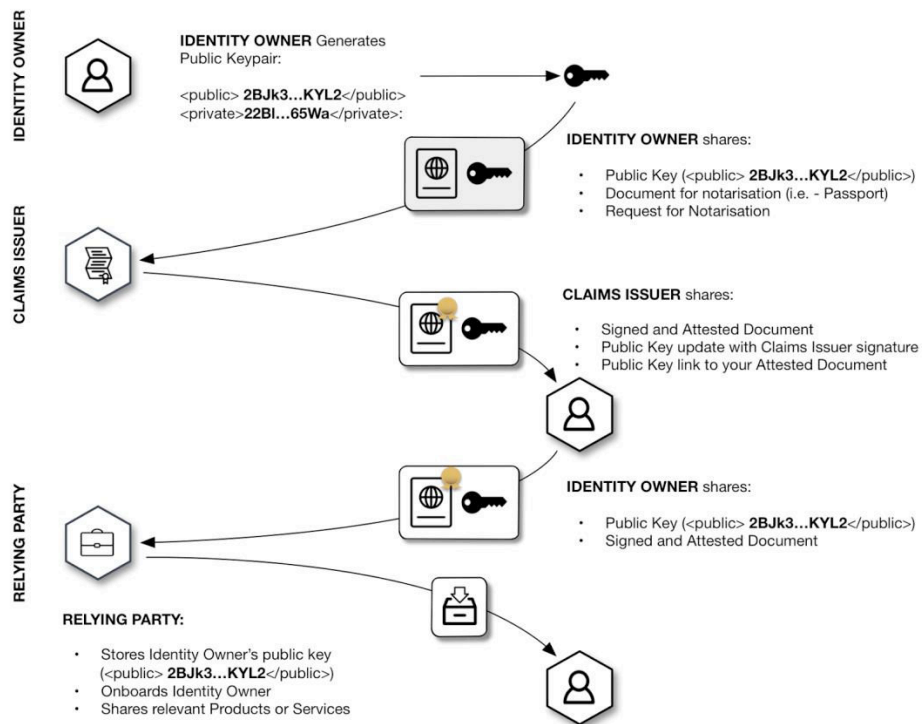 IDENTITY OWNER
IDENTITY OWNER Generates
Public Keypair:
<public> 2BJk3...KYL2</public>
<private>22BI...65Wa</private>:
IDENTITY OWNER shares:
• Public Key (<public> 2BJk3...KYL2</public>)
• Document for notarisation (i.e. - Passport)
• Request for Notarisation
CLAIMS ISSUER
CLAIMS ISSUER shares:
• Signed and Attested Document
• Public Key update with Claims Issuer signature
• Public Key link to your Attested Document
RELYING PARTY
IDENTITY OWNER shares:
• Public Key (<public> 2BJk3...KYL2</public>)
• Signed and Attested Document
RELYING PARTY:
• Stores Identity Owner's public key
(<public> 2BJk3...KYL2</public>)
• Onboards Identity Owner
• Shares relevant Products or Services